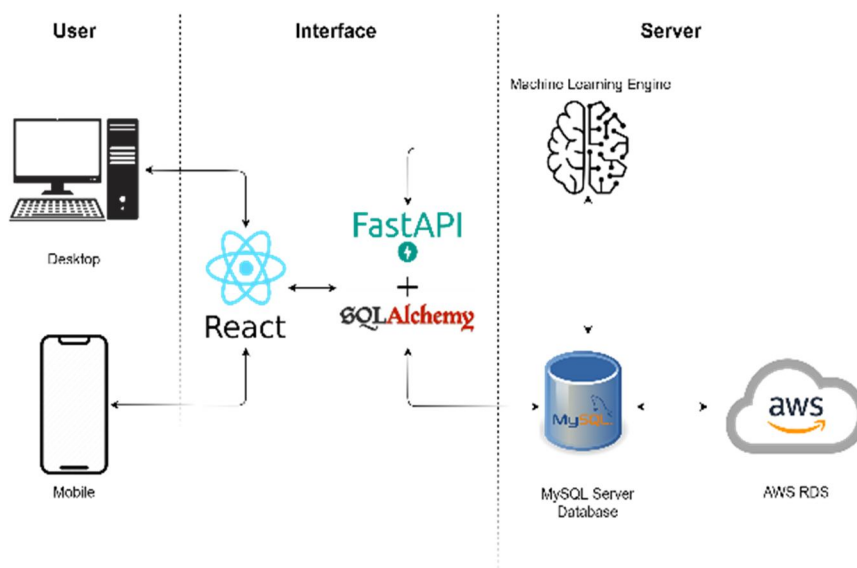 User
Interface
Server
Machine Learning Engine
FastAPI
+
Desktop
React
SQLAlchemy
MySQL
aws
Mobile
MySQL Server
Database
AWS RDS